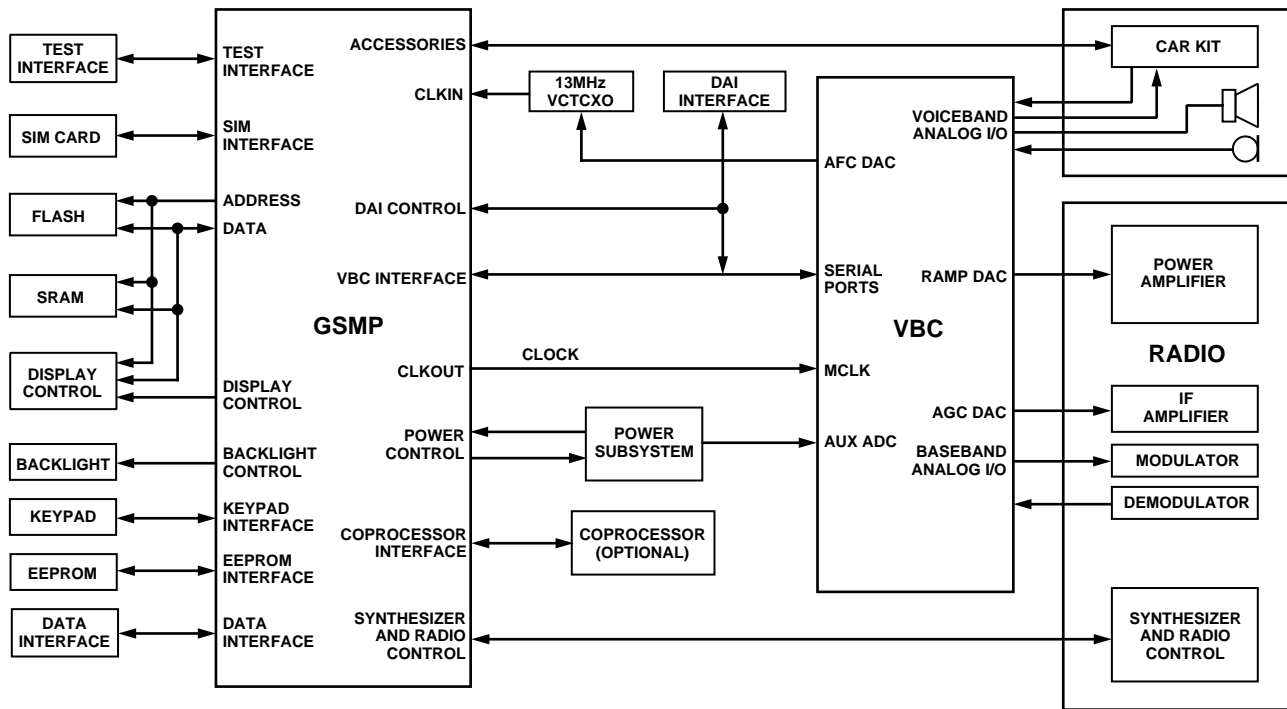 TEST
INTERFACE
SIM CARD
FLASH
SRAM
DISPLAY
CONTROL
BACKLIGHT
KEYPAD
EEPROM
DATA
INTERFACE
TEST
INTERFACE
SIM
INTERFACE
ADDRESS
DATA
DISPLAY
CONTROL
BACKLIGHT
CONTROL
KEYPAD
INTERFACE
EEPROM
INTERFACE
DATA
INTERFACE
GSMP
ACCESSORIES
CLKIN
DAI CONTROL
VBC INTERFACE
CLKOUT
POWER
CONTROL
COPROCESSOR
INTERFACE
SYNTHESIZER
AND RADIO
CONTROL
13MHz
VCTCXO
DAI
INTERFACE
CLOCK
POWER
SUBSYSTEM
COPROCESSOR
(OPTIONAL)
AFC DAC
SERIAL
PORTS
MCLK
AUX ADC
VBC
VOICEBAND
ANALOG I/O
RAMP DAC
AGC DAC
BASEBAND
ANALOG I/O
CAR KIT
POWER
AMPLIFIER
RADIO
IF
AMPLIFIER
MODULATOR
DEMODULATOR
SYNTHESIZER
AND RADIO
CONTROL